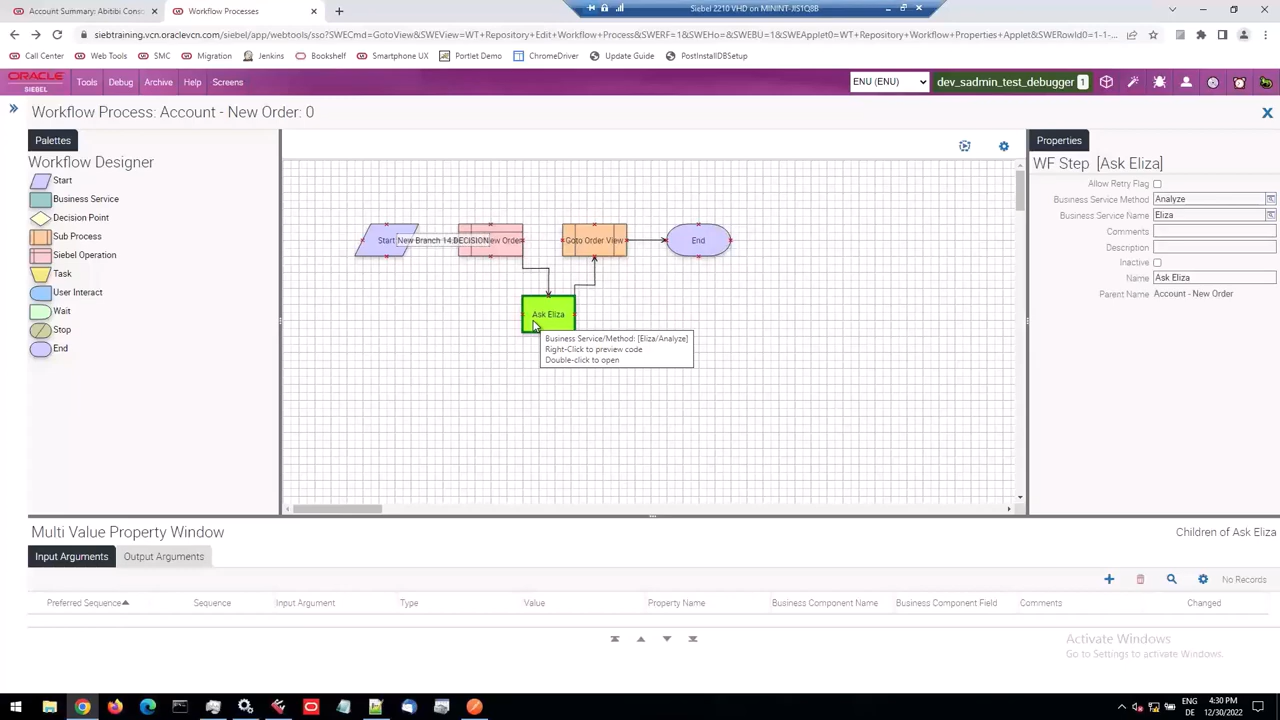 Account Summary: Abitibi Cons
Workflow Processes
Siebel 2210 VHD on MININT-JIS1Q8B
siebtraining.vcn.oraclevcn.com/siebel/app/webtools/sso?SWECmd=GotoView&SWEView=WT+Repository+Edit+Workflow+Process&SWERF=1&SWEHo=&SWEBU=1&SWEApplet0=WT+Repository+Workflow+Properties+Applet&SWERowId0=1-1-...
Call Center
Web Tools
SMC
Migration
Jenkins
Bookshelf
Smartphone UX
Portlet Demo
ChromeDriver
Update Guide
PostInstallDBSetup
ORACLE
SIEBEL
Tools
Debug
Archive
Help
Screens
ENU (ENU)
dev_sadmin_test_debugger 1
Workflow Process: Account - New Order: 0
Palettes
Workflow Designer
Start
Business Service
Decision Point
Sub Process
Siebel Operation
Task
User Interact
Wait
Stop
End
Start
New Branch 14:DECISION
New Order
Goto Order View
End
Ask Eliza
Business Service/Method: [Eliza/Analyze]
Right-Click to preview code
Double-click to open
Properties
WF Step [Ask Eliza]
Allow Retry Flag
Business Service Method Analyze
Business Service Name Eliza
Comments
Description
Inactive
Name Ask Eliza
Parent Name Account - New Order
Multi Value Property Window
Children of Ask Eliza
Input Arguments
Output Arguments
No Records
Preferred Sequence Sequence Input Argument Type Value Property Name Business Component Name Business Component Field Comments Changed
Activate Windows
Go to Settings to activate Windows.
ENG
DE
4:30 PM
12/30/2022